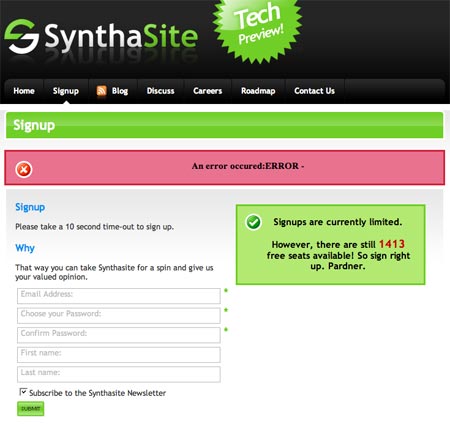 SynthaSite
Tech
Preview!
Home Signup Blog Discuss Careers Roadmap Contact Us
Signup
An error occured:ERROR -
Signup
Please take a 10 second time-out to sign up.
Why
That way you can take Synthasite for a spin and give us
your valued opinion.
Email Address: *
Choose your Password: *
Confirm Password: *
First name:
Last name:
Subscribe to the Synthasite Newsletter
SUBMIT
Signups are currently limited.
However, there are still 1413
free seats available! So sign right
up. Pardner.